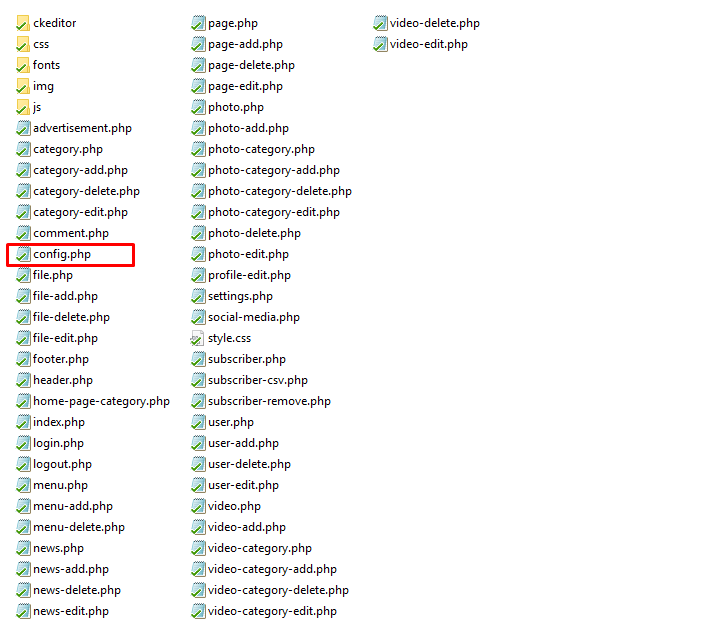 ckeditor
css
fonts
img
js
advertisement.php
category.php
category-add.php
category-delete.php
category-edit.php
comment.php
config.php
file.php
file-add.php
file-delete.php
file-edit.php
footer.php
header.php
home-page-category.php
index.php
login.php
logout.php
menu.php
menu-add.php
menu-delete.php
news.php
news-add.php
news-delete.php
news-edit.php
page.php
page-add.php
page-delete.php
page-edit.php
photo.php
photo-add.php
photo-category.php
photo-category-add.php
photo-category-delete.php
photo-category-edit.php
photo-delete.php
photo-edit.php
profile-edit.php
settings.php
social-media.php
style.css
subscriber.php
subscriber-csv.php
subscriber-remove.php
user.php
user-add.php
user-delete.php
user-edit.php
video.php
video-add.php
video-category.php
video-category-add.php
video-category-delete.php
video-category-edit.php
video-delete.php
video-edit.php